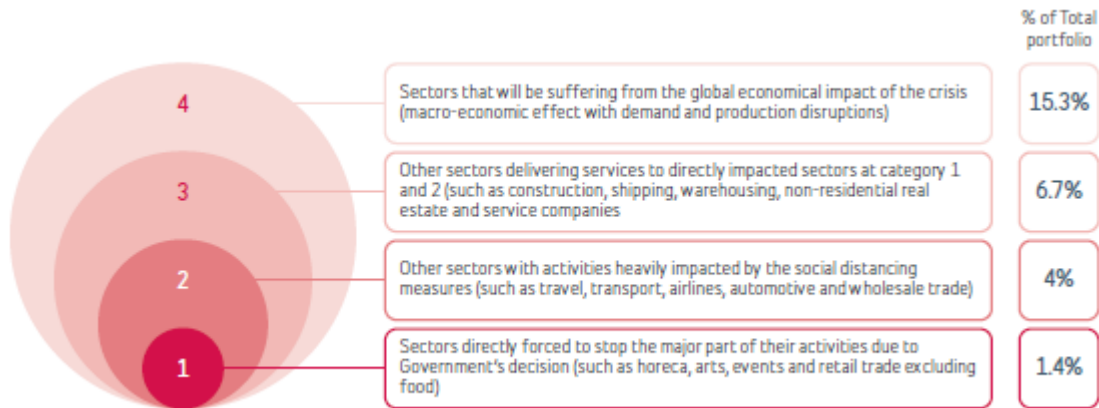 % of Total
portfolio
4
Sectors that will be suffering from the global economical impact of the crisis
(macro-economic effect with demand and production disruptions)
15.3%
3
Other sectors delivering services to directly impacted sectors at category 1
and 2 (such as construction, shipping, warehousing, non-residential real
estate and service companies
6.7%
2
Other sectors with activities heavily impacted by the social distancing
measures (such as travel, transport, airlines, automotive and wholesale trade)
4%
1
Sectors directly forced to stop the major part of their activities due to
Government's decision (such as horeca, arts, events and retail trade excluding
food)
1.4%